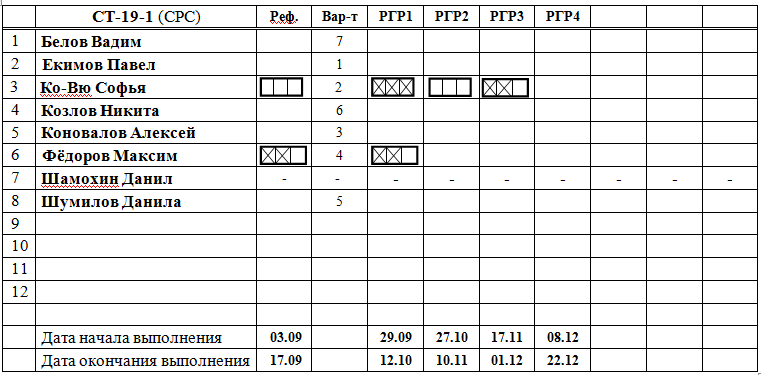 СТ-19-1 (СРС) Реф. Вар-т РГР1 РГР2 РГР3 РГР4
1 Белов Вадим 7
2 Екимов Павел 1
3 Ко-Вю Софья 2
4 Козлов Никита 6
5 Коновалов Алексей 3
6 Фёдоров Максим 4
7 Шамохин Данил - - - - - - - - -
8 Шумилов Данила 5
9
10
11
12
Дата начала выполнения 03.09 29.09 27.10 17.11 08.12
Дата окончания выполнения 17.09 12.10 10.11 01.12 22.12